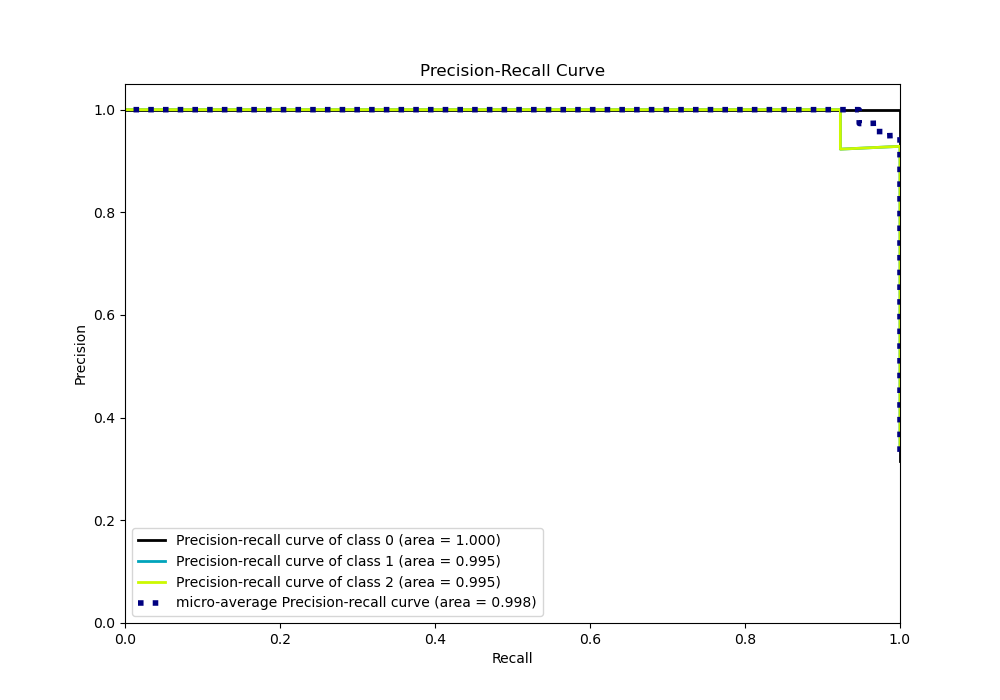 Precision-Recall Curve
1.0
0.8
0.6
0.4
0.2
0.0
Precision
Precision-recall curve of class 0 (area = 1.000)
Precision-recall curve of class 1 (area = 0.995)
Precision-recall curve of class 2 (area = 0.995)
micro-average Precision-recall curve (area = 0.998)
0.0 0.2 0.4 0.6 0.8 1.0
Recall